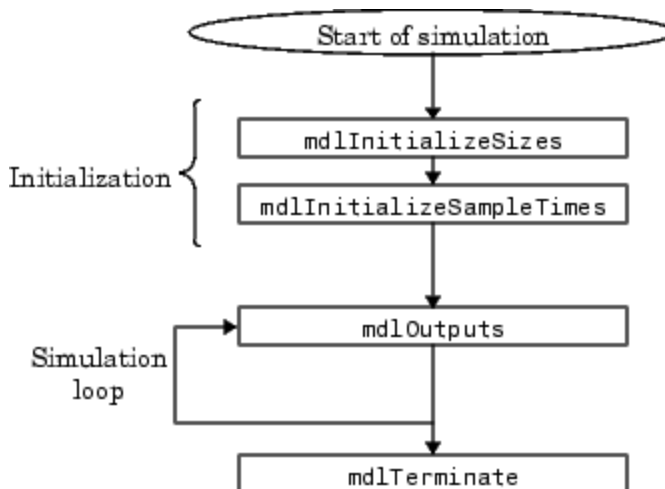 Start of simulation
mdlInitializeSizes
Initialization
mdlInitializeSampleTimes
mdlOutputs
Simulation
loop
mdlTerminate